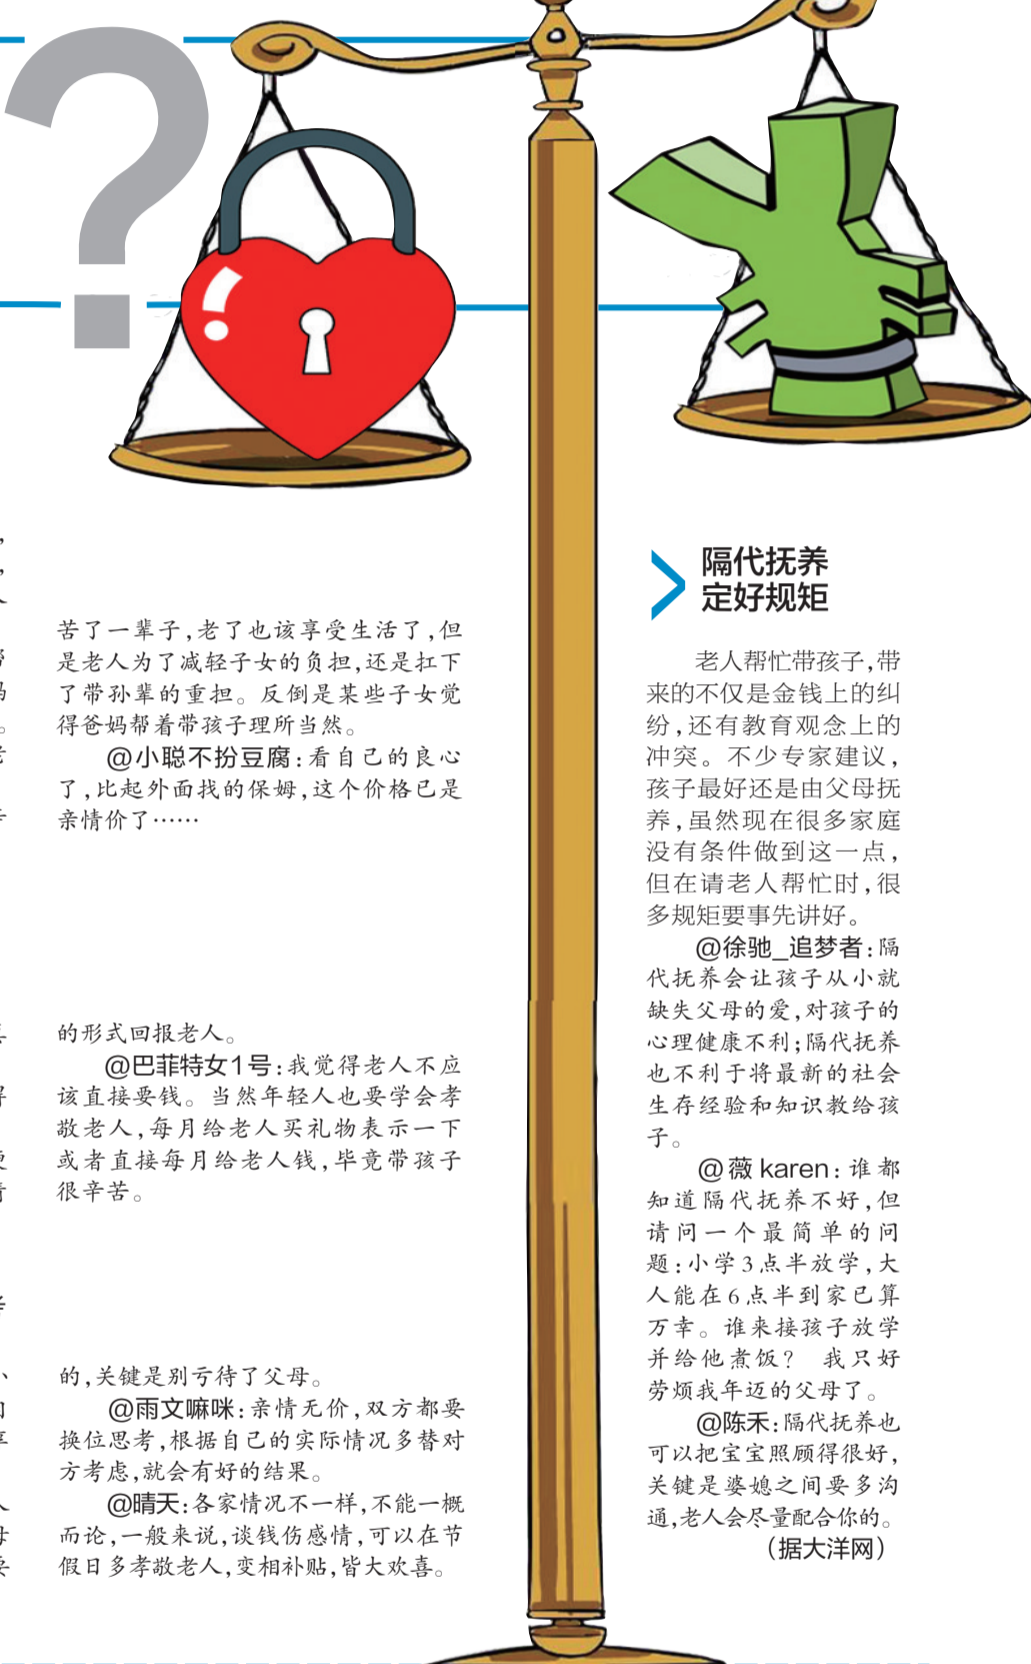 ?
苦了一辈子，老了也该享受生活了，但
是老人为了减轻子女的负担，还是扛下
了带孙辈的重担。反倒是某些子女觉
得爸妈帮着带孩子理所当然。
@小聪不扮豆腐：看自己的良心
了，比起外面找的保姆，这个价格已是
亲情价了……
的形式回报老人。
@巴菲特女1号：我觉得老人不应
该直接要钱。当然年轻人也要学会孝
敬老人，每月给老人买礼物表示一下
或者直接每月给老人钱，毕竟带孩子
很辛苦。
的，关键是别亏待了父母。
@雨文嘛咪：亲情无价，双方都要
换位思考，根据自己的实际情况多替对
方考虑，就会有好的结果。
@晴天：各家情况不一样，不能一概
而论，一般来说，谈钱伤感情，可以在节
假日多孝敬老人，变相补贴，皆大欢喜。
隔代抚养
定好规矩
老人帮忙带孩子，带
来的不仅是金钱上的纠
纷，还有教育观念上的
冲突。不少专家建议，
孩子最好还是由父母抚
养，虽然现在很多家庭
没有条件做到这一点，
但在请老人帮忙时，很
多规矩要事先讲好。
@徐驰_追梦者：隔
代抚养会让孩子从小就
缺失父母的爱，对孩子的
心理健康不利；隔代抚养
也不利于将最新的社会
生存经验和知识教给孩
子。
@薇karen：谁都
知道隔代抚养不好，但
请问一个最简单的问
题：小学3点半放学，大
人能在6点半到家已算
万幸。谁来接孩子放学
并给他煮饭？ 我只好
劳烦我年迈的父母了。
@陈禾：隔代抚养也
可以把宝宝照顾得很好，
关键是婆媳之间要多沟
通，老人会尽量配合你的。
（据大洋网）